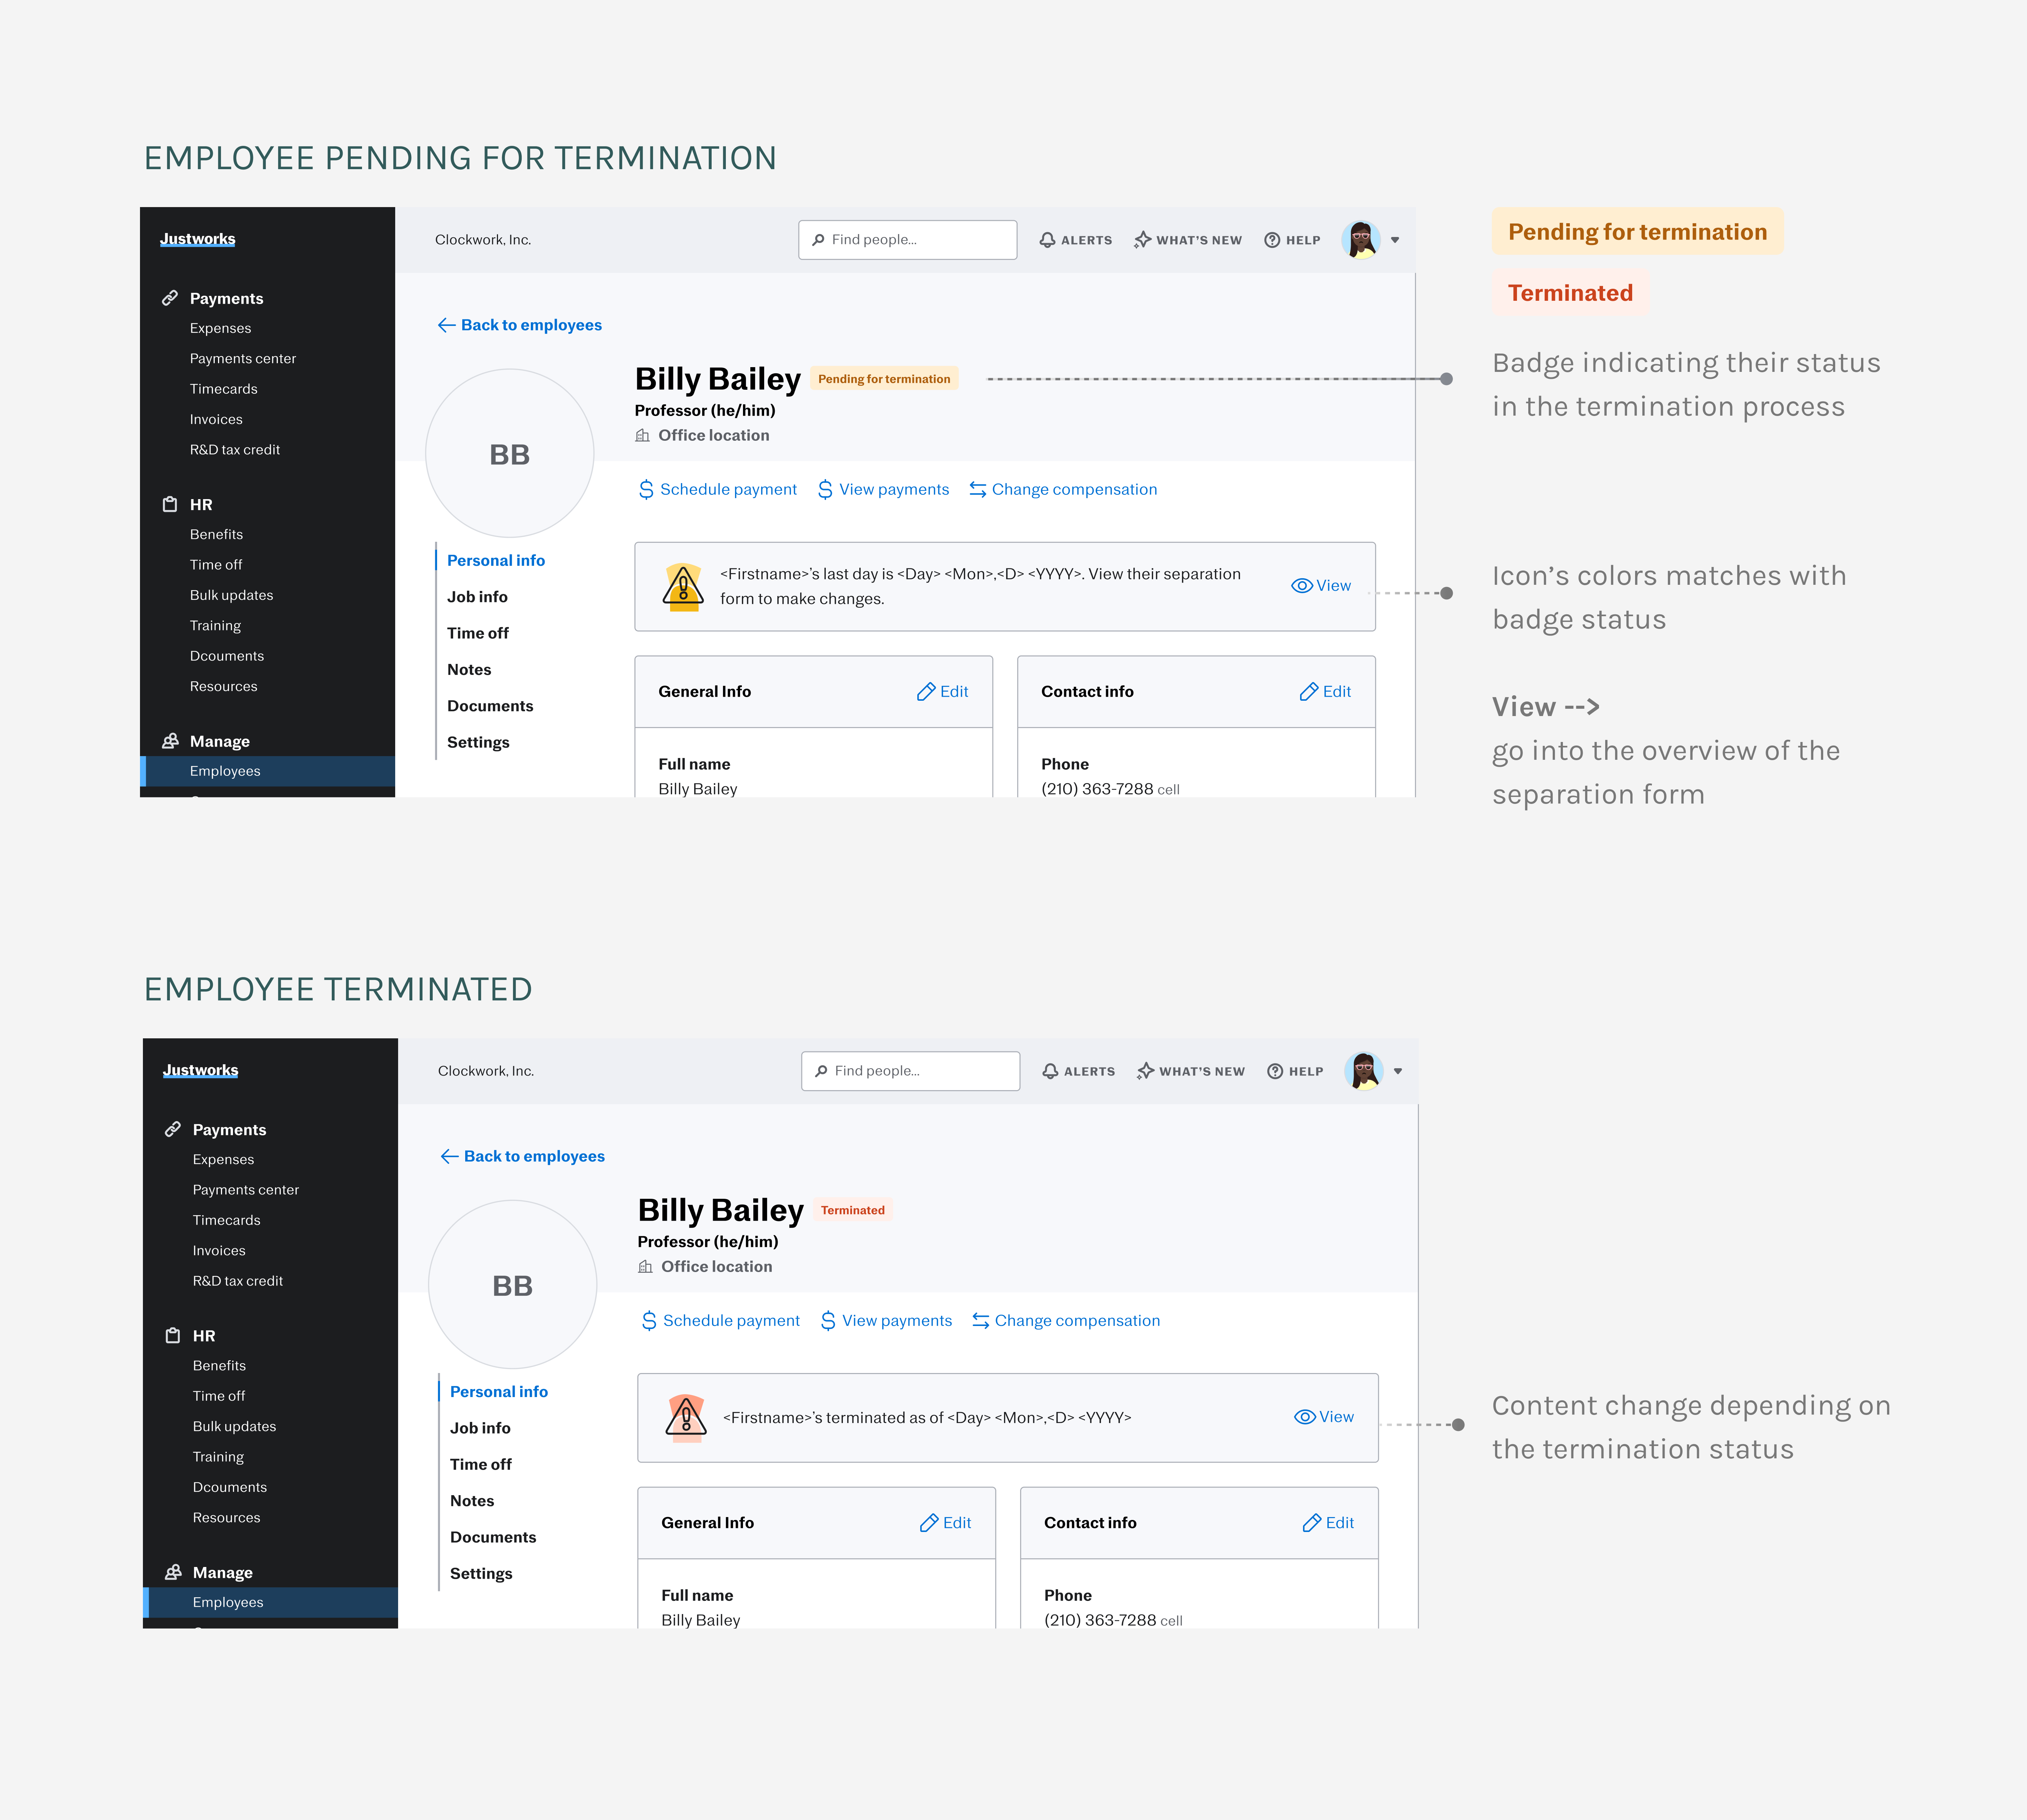 EMPLOYEE PENDING FOR TERMINATION
Justworks
Payments
Expenses
Payments center
Timecards
Invoices
R&D tax credit
HR
Benefits
Time off
Bulk updates
Training
Dcouments
Resources
Manage
Employees
Clockwork, Inc.
Find people...
ALERTS
WHAT'S NEW
HELP
Back to employees
BB
Billy Bailey Pending for termination
Professor (he/him)
Office location
Schedule payment View payments Change compensation
Personal info
Job info
Time off
Notes
Documents
Settings
<Firstname>'s last day is <Day> <Mon>,<D> <YYYY>. View their separation
form to make changes.
View
General Info Edit
Full name
Billy Bailey
Contact info Edit
Phone
(210) 363-7288 cell
Pending for termination
Terminated
Badge indicating their status
in the termination process
Icon's colors matches with
badge status
View -->
go into the overview of the
separation form
EMPLOYEE TERMINATED
Justworks
Payments
Expenses
Payments center
Timecards
Invoices
R&D tax credit
HR
Benefits
Time off
Bulk updates
Training
Dcouments
Resources
Manage
Employees
Clockwork, Inc.
Find people...
ALERTS
WHAT'S NEW
HELP
Back to employees
BB
Billy Bailey Terminated
Professor (he/him)
Office location
Schedule payment View payments Change compensation
Personal info
Job info
Time off
Notes
Documents
Settings
<Firstname>'s terminated as of <Day> <Mon>,<D> <YYYY>
View
General Info Edit
Full name
Billy Bailey
Contact info Edit
Phone
(210) 363-7288 cell
Content change depending on
the termination status